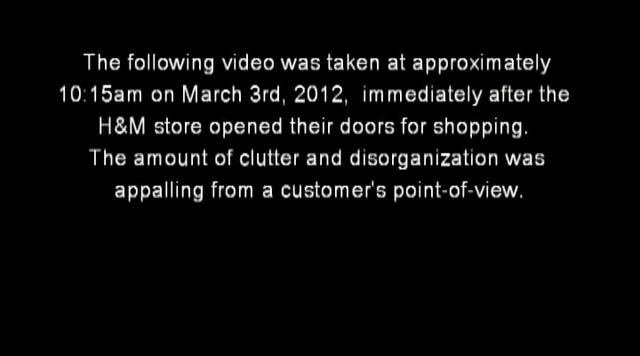 The following video was taken at approximately
10:15am on March 3rd, 2012, immediately after the
H&M store opened their doors for shopping.
The amount of clutter and disorganization was
appalling from a customer's point-of-view.